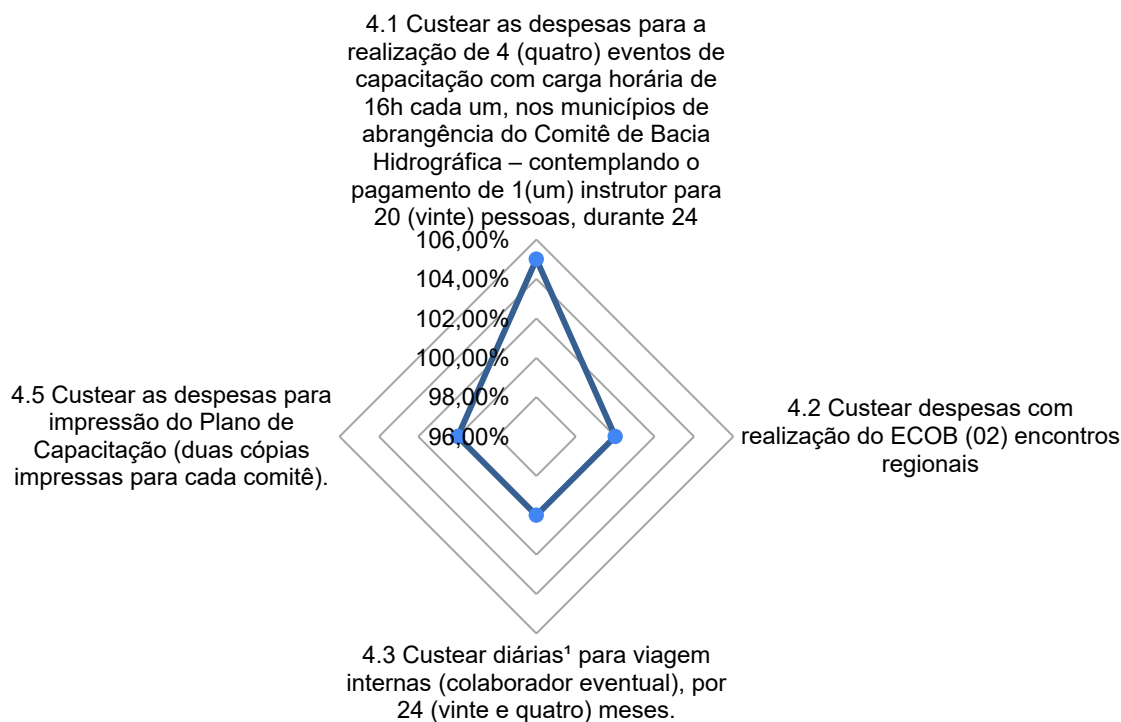 4.1 Custear as despesas para a
realização de 4 (quatro) eventos de
capacitação com carga horária de
16h cada um, nos municípios de
abrangência do Comitê de Bacia
Hidrográfica – contemplando o
pagamento de 1(um) instrutor para
20 (vinte) pessoas, durante 24
106,00%
104,00%
102,00%
100,00%
98,00%
96,00%
4.5 Custear as despesas para
impressão do Plano de
Capacitação (duas cópias
impressas para cada comitê).
4.2 Custear despesas com
realização do ECOB (02) encontros
regionais
4.3 Custear diárias¹ para viagem
internas (colaborador eventual), por
24 (vinte e quatro) meses.